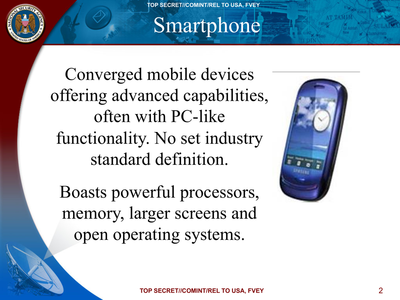 TOP SECRET//COMINT/REL TO USA, FVEY
Smartphone
Converged mobile devices
offering advanced capabilities,
often with PC-like
functionality. No set industry
standard definition.
Boasts powerful processors,
memory, larger screens and
open operating systems.
SAMSUNG
TOP SECRET//COMINT/REL TO USA, FVEY
2